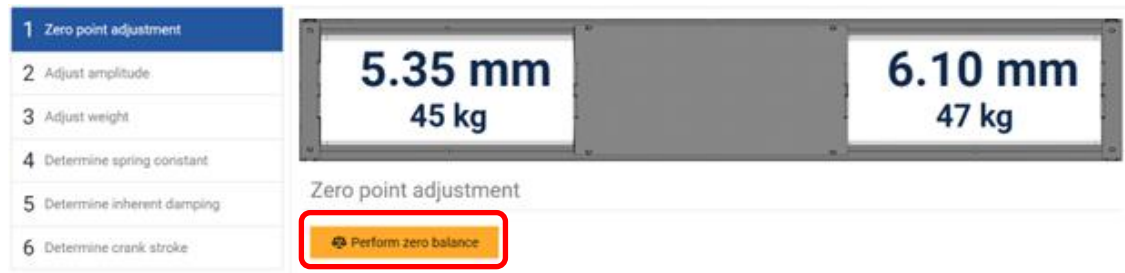 1 Zero point adjustment
2 Adjust amplitude
3 Adjust weight
4 Determine spring constant
5 Determine inherent damping
6 Determine crank stroke
5.35 mm
45 kg
6.10 mm
47 kg
Zero point adjustment
Perform zero balance